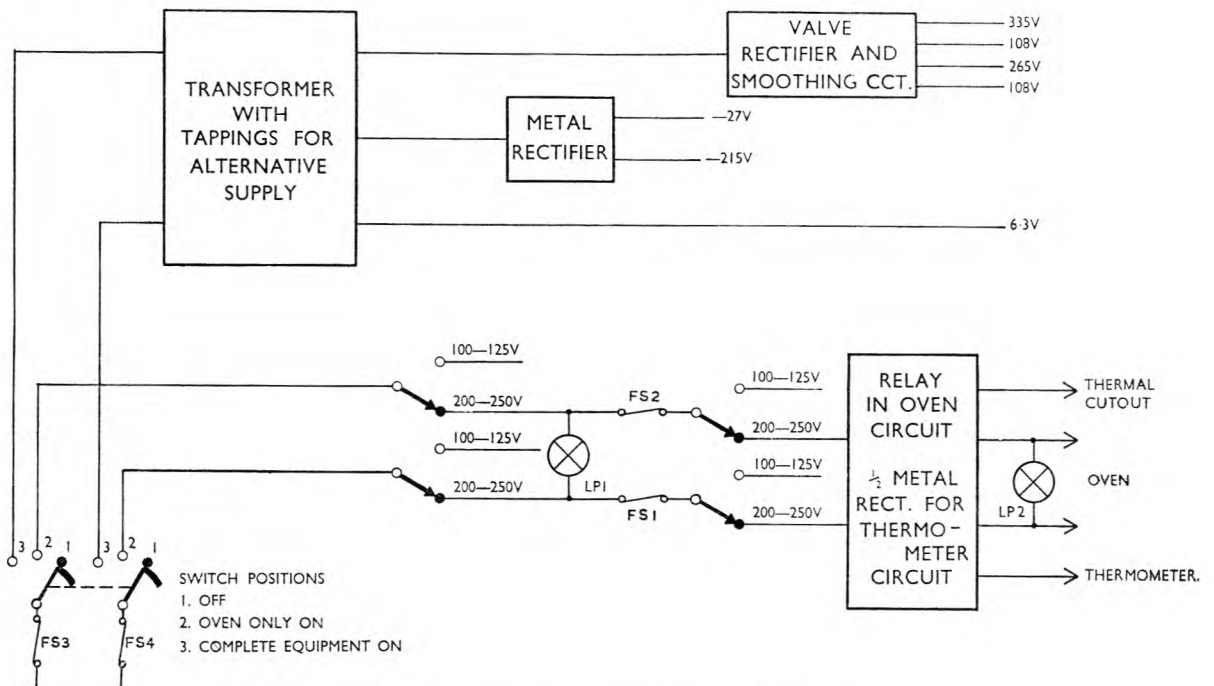 VALVE
RECTIFIER AND
SMOOTHING CCT.
335V
108V
265V
108V
TRANSFORMER
WITH
TAPPINGS FOR
ALTERNATIVE
SUPPLY
METAL
RECTIFIER
—27V
—215V
6·3V
100—125V
200—250V
100—125V
200—250V
LP1
FS2
FS1
100—125V
200—250V
100—125V
200—250V
RELAY
IN OVEN
CIRCUIT
½ METAL
RECT. FOR
THERMO—
METER
CIRCUIT
THERMAL
CUTOUT
OVEN
LP2
THERMOMETER.
3 2 1 3 2 1
SWITCH POSITIONS
1. OFF
2. OVEN ONLY ON
3. COMPLETE EQUIPMENT ON
FS3 FS4